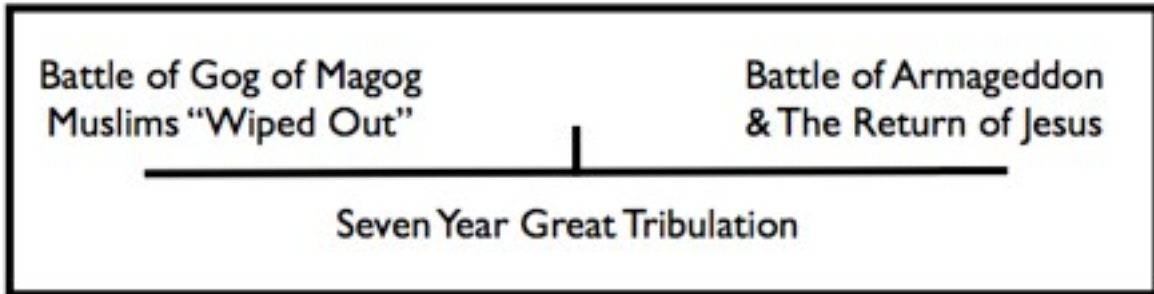 Battle of Gog of Magog
Muslims “Wiped Out”
Battle of Armageddon
& The Return of Jesus
Seven Year Great Tribulation